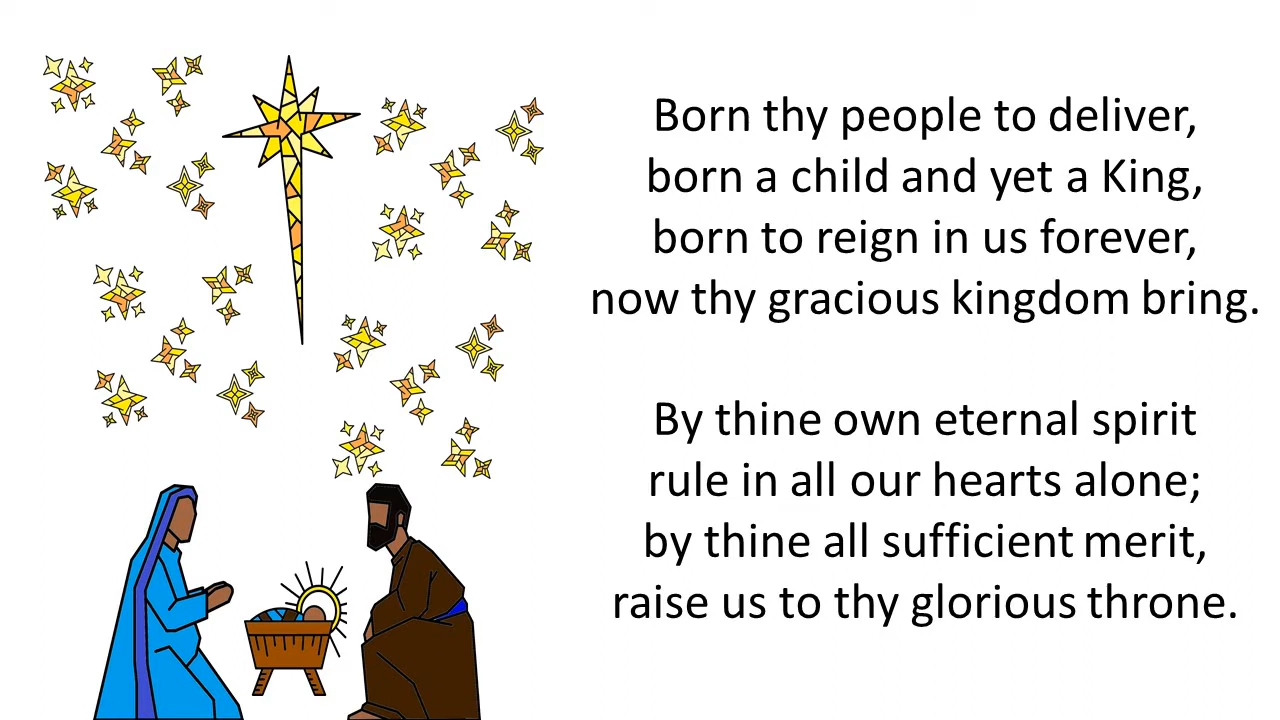 Born thy people to deliver,
born a child and yet a King,
born to reign in us forever,
now thy gracious kingdom bring.
By thine own eternal spirit
rule in all our hearts alone;
by thine all sufficient merit,
raise us to thy glorious throne.